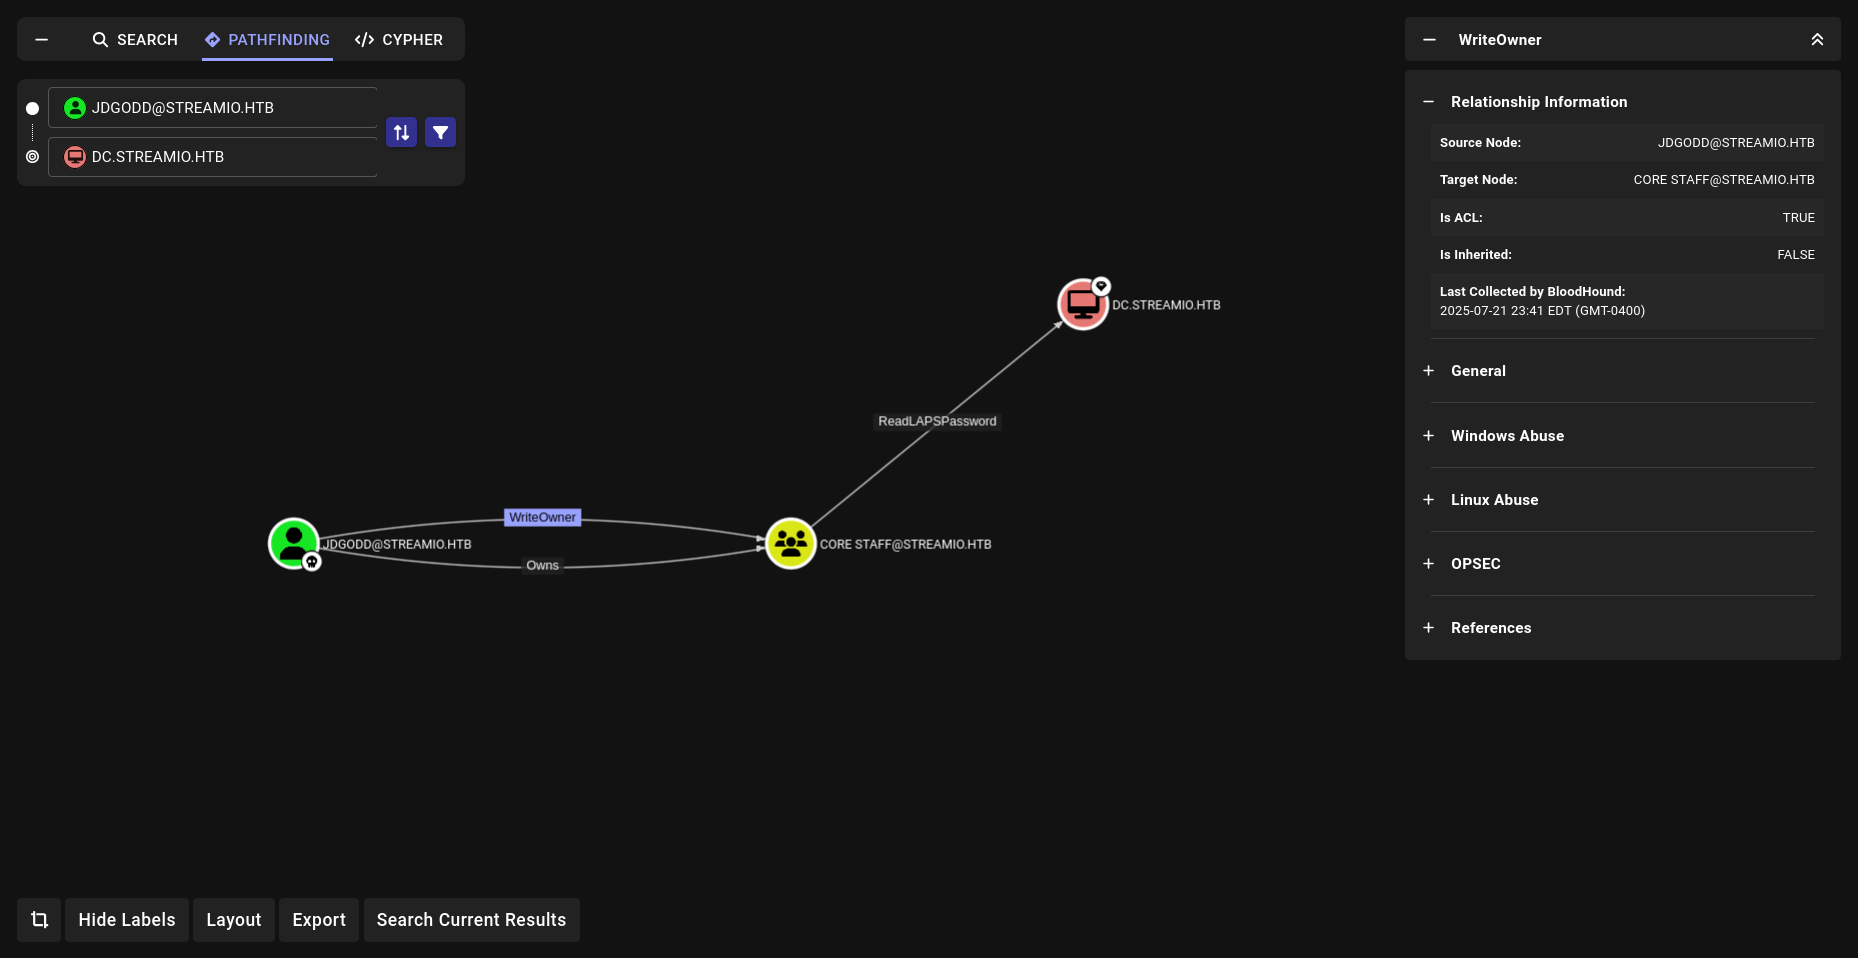 SEARCH
PATHFINDING
CYPHER
JDGODD@STREAMIO.HTB
DC.STREAMIO.HTB
DC.STREAMIO.HTB
ReadLAPSPassword
WriteOwner
JDGODD@STREAMIO.HTB
CORE STAFF@STREAMIO.HTB
Owns
Hide Labels
Layout
Export
Search Current Results
WriteOwner
Relationship Information
Source Node: JDGODD@STREAMIO.HTB
Target Node: CORE STAFF@STREAMIO.HTB
Is ACL: TRUE
Is Inherited: FALSE
Last Collected by BloodHound:
2025-07-21 23:41 EDT (GMT-0400)
General
Windows Abuse
Linux Abuse
OPSEC
References